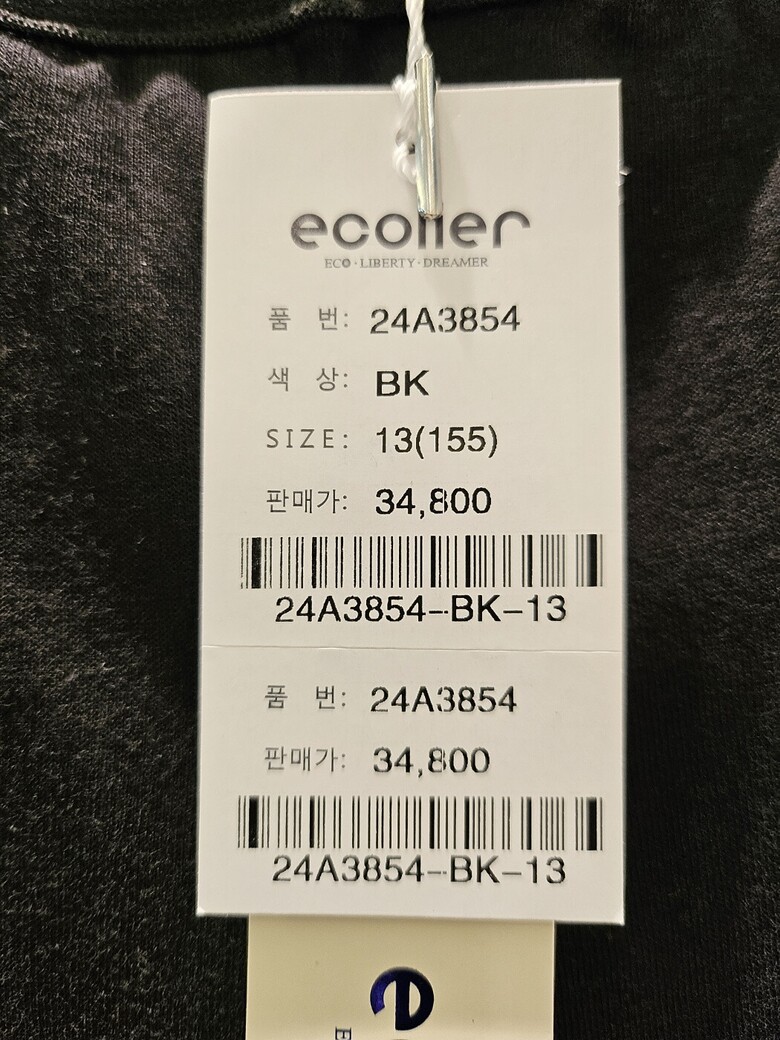 ecolier
ECO·LIBERTY·DREAMER
품 번: 24A3854
색 상: BK
SIZE: 13(155)
판매가: 34,800
24A3854-BK-13
품 번: 24A3854
판매가: 34,800
24A3854-BK-13
e
E